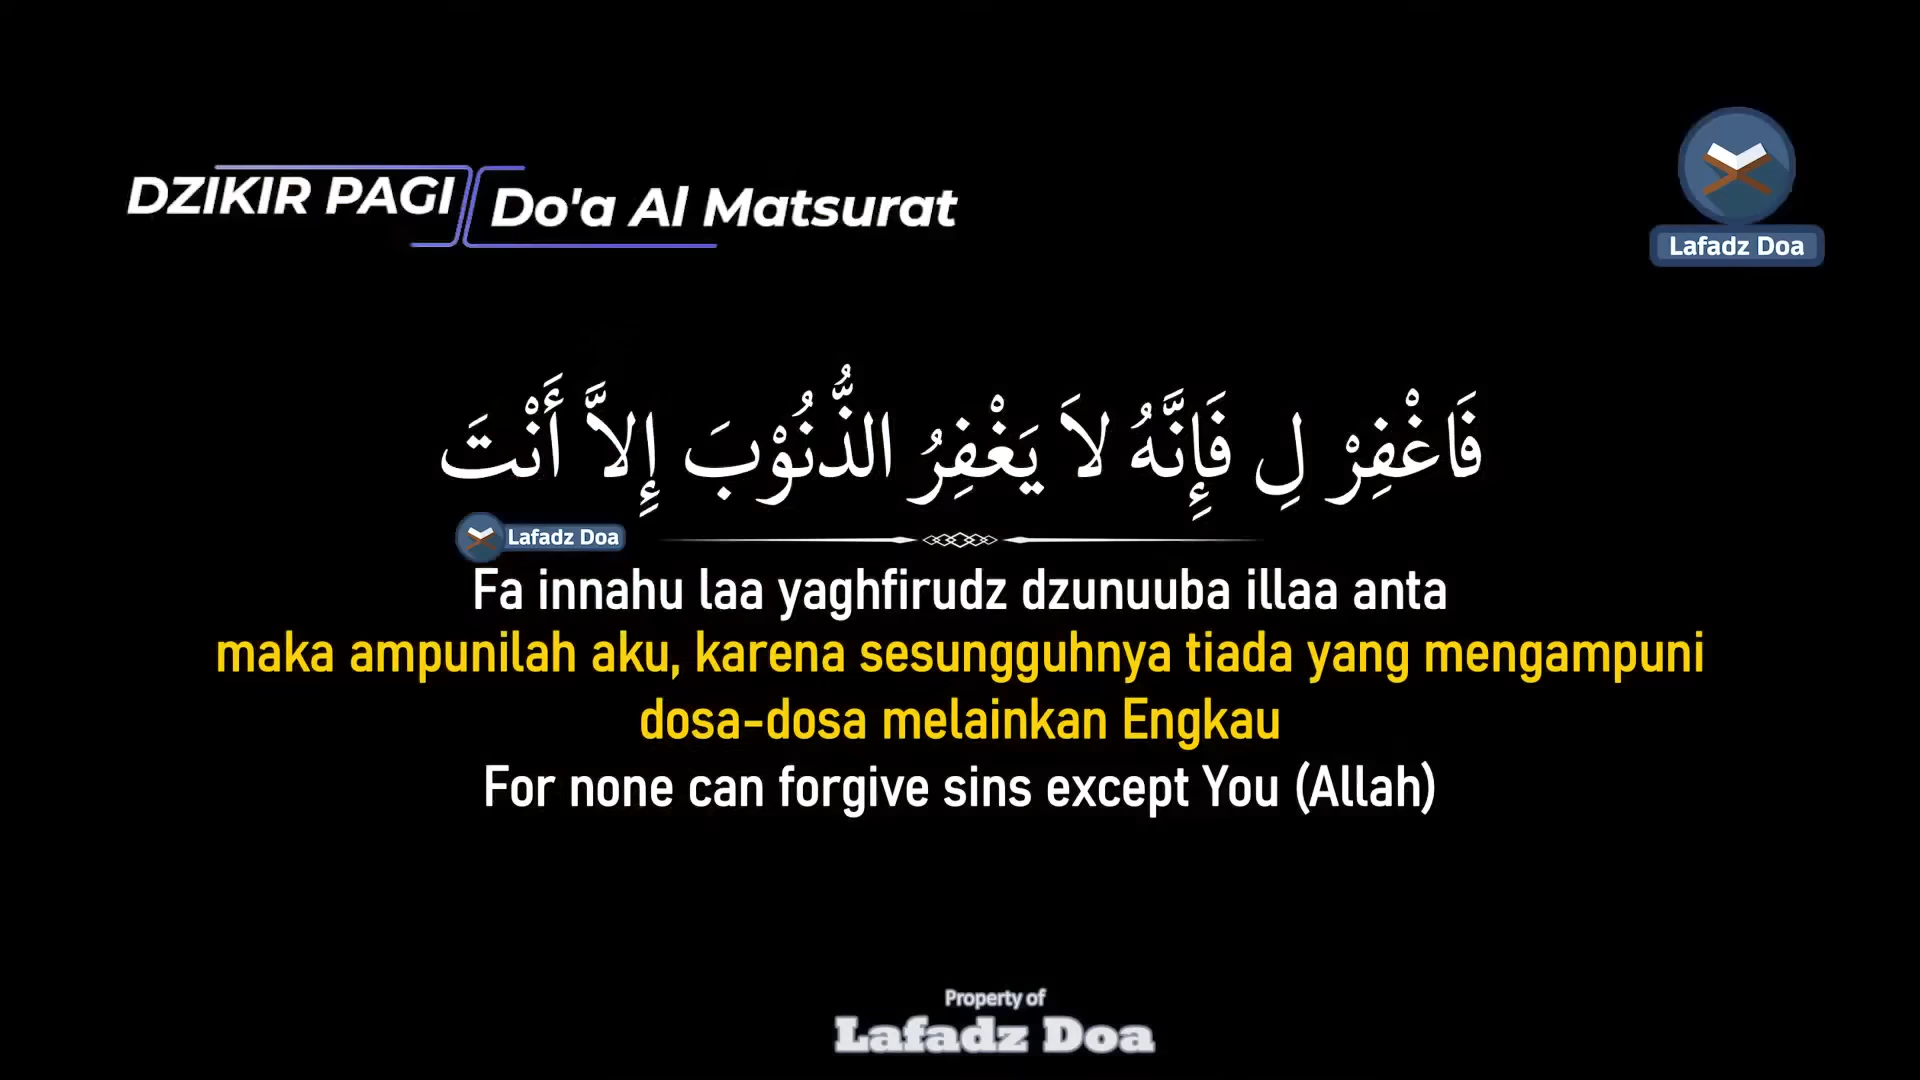 DZIKIR PAGI
Do'a Al Matsurat
Lafadz Doa
فَاغْفِرْ لِ فَإِنَّهُ لاَ يَغْفِرُ الذُّنُوْبَ إِلاَّ أَنْتَ
Lafadz Doa
Fa innahu laa yaghfirudz dzunuuba illaa anta
maka ampunilah aku, karena sesungguhnya tiada yang mengampuni
dosa-dosa melainkan Engkau
For none can forgive sins except You (Allah)
Property of
Lafadz Doa